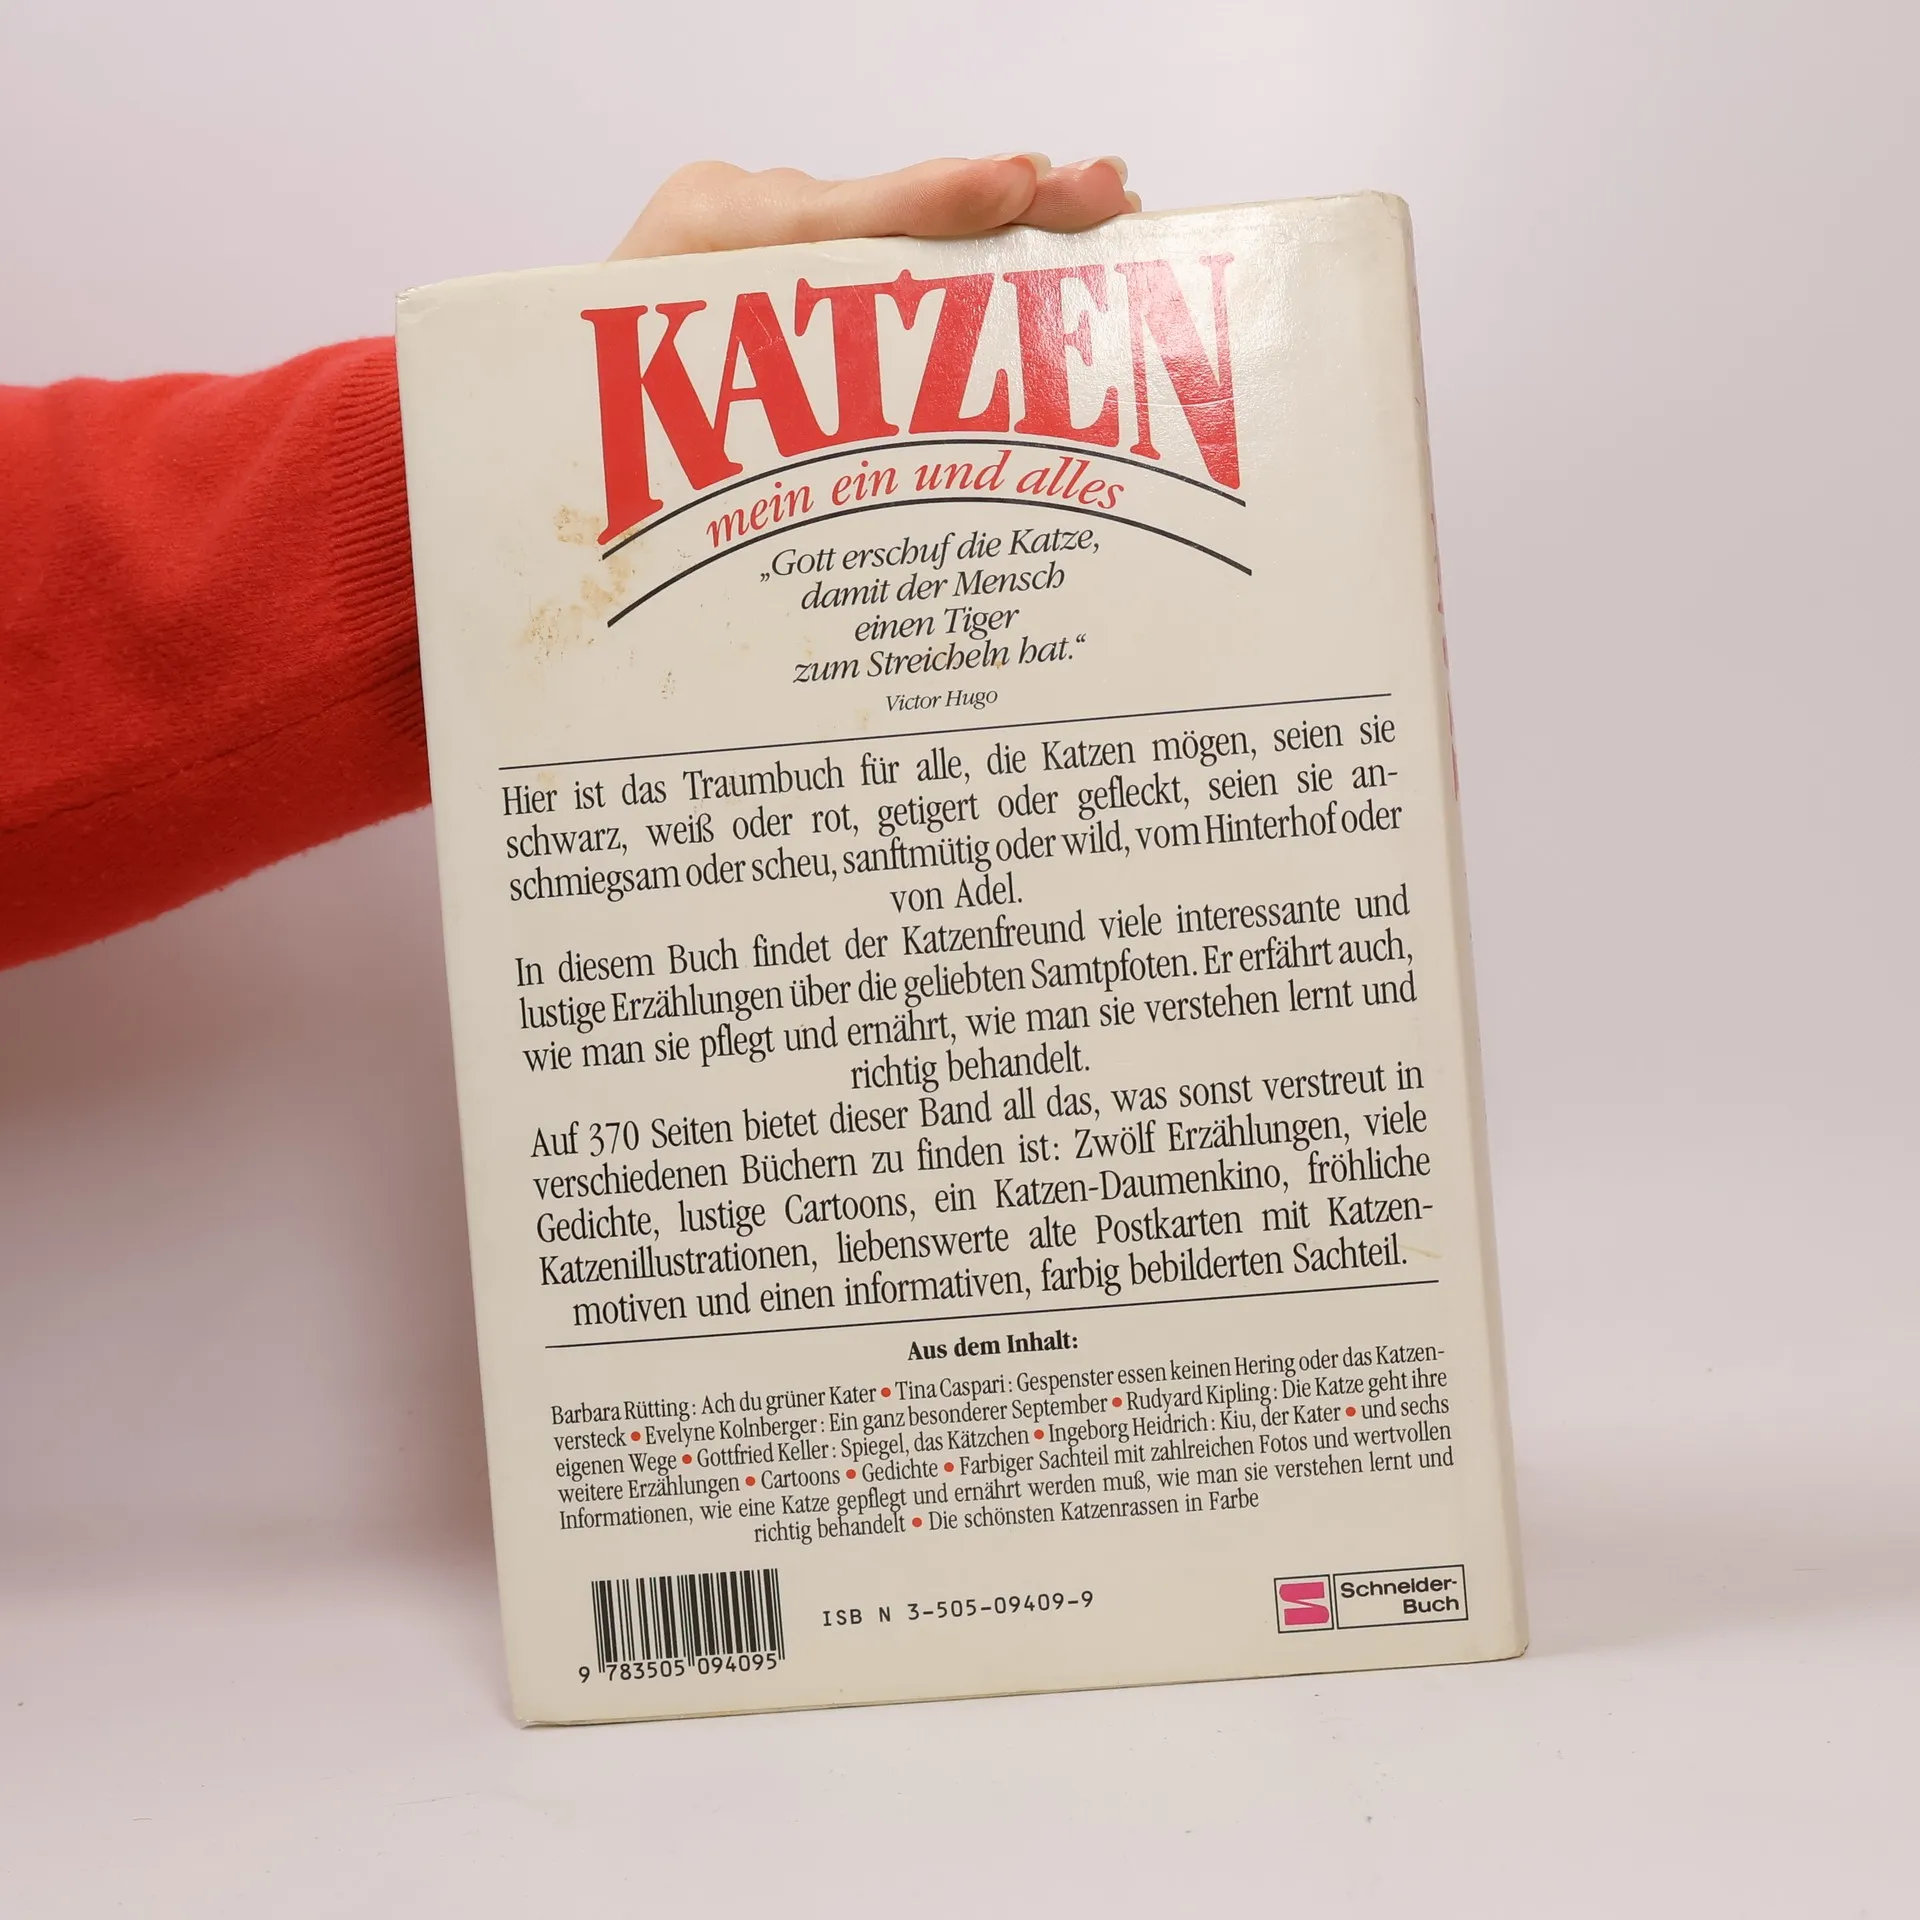 KATZEN
mein ein und alles
„Gott erschuf die Katze,
damit der Mensch
einen Tiger
zum Streicheln hat.“
Victor Hugo
Hier ist das Traumbuch für alle, die Katzen mögen, seien sie
schwarz, weiß oder rot, getigert oder gefleckt, seien sie an-
schmiegsam oder scheu, sanftmütig oder wild, vom Hinterhof oder
von Adel.
In diesem Buch findet der Katzenfreund viele interessante und
lustige Erzählungen über die geliebten Samtpfoten. Er erfährt auch,
wie man sie pflegt und ernährt, wie man sie verstehen lernt und
richtig behandelt.
Auf 370 Seiten bietet dieser Band all das, was sonst verstreut in
verschiedenen Büchern zu finden ist: Zwölf Erzählungen, viele
Gedichte, lustige Cartoons, ein Katzen-Daumenkino, fröhliche
Katzenillustrationen, liebenswerte alte Postkarten mit Katzen-
motiven und einen informativen, farbig bebilderten Sachteil.
Aus dem Inhalt:
Barbara Rütting: Ach du grüner Kater • Tina Caspari: Gespenster essen keinen Hering oder das Katzen-
versteck • Evelyne Kolnberger: Ein ganz besonderer September • Rudyard Kipling: Die Katze geht ihre
eigenen Wege • Gottfried Keller: Spiegel, das Kätzchen • Ingeborg Heidrich: Kiu, der Kater • und sechs
weitere Erzählungen • Cartoons • Gedichte • Farbiger Sachteil mit zahlreichen Fotos und wertvollen
Informationen, wie eine Katze gepflegt und ernährt werden muß, wie man sie verstehen lernt und
richtig behandelt • Die schönsten Katzenrassen in Farbe
ISBN 3-505-09409-9
9 783505 094095
Schneider-
Buch